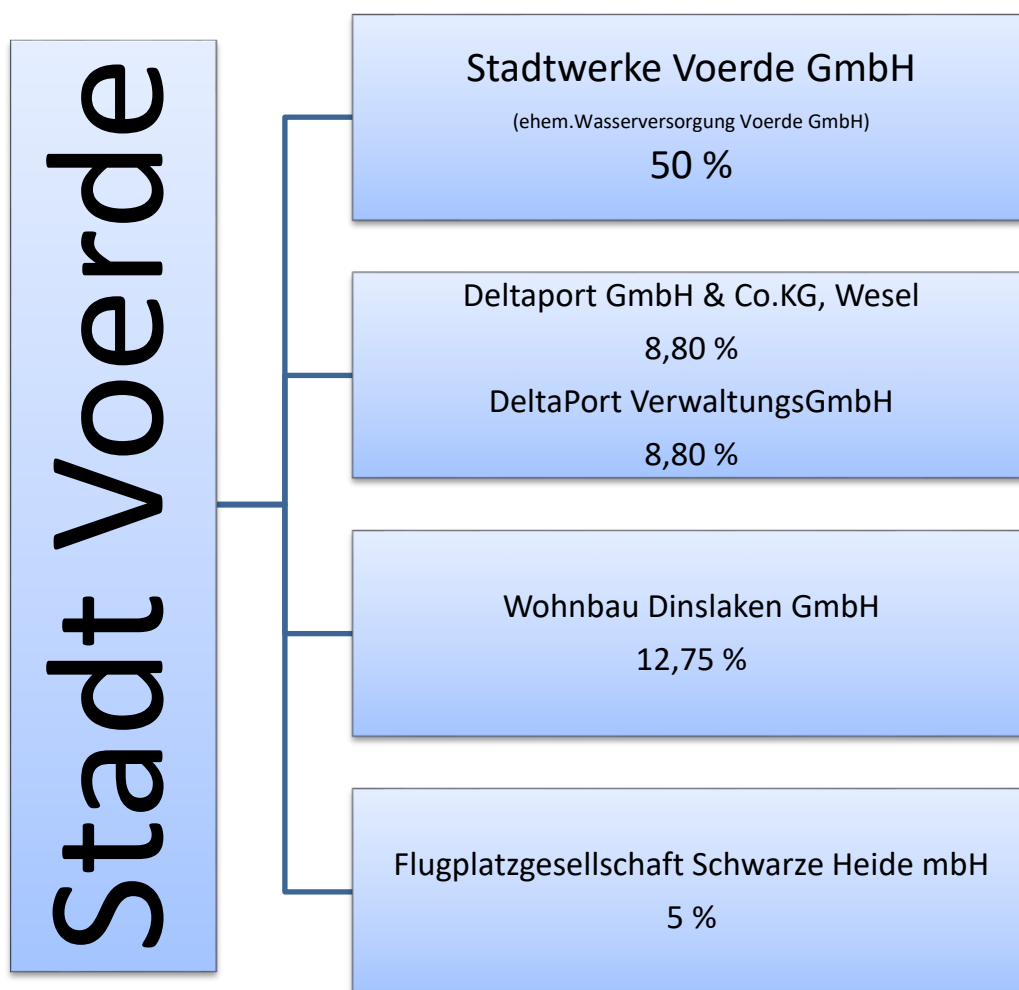 Stadt Voerde
Stadtwerke Voerde GmbH
(ehem.Wasserversorgung Voerde GmbH)
50 %
Deltaport GmbH & Co.KG, Wesel
8,80 %
DeltaPort VerwaltungsGmbH
8,80 %
Wohnbau Dinslaken GmbH
12,75 %
Flugplatzgesellschaft Schwarze Heide mbH
5 %